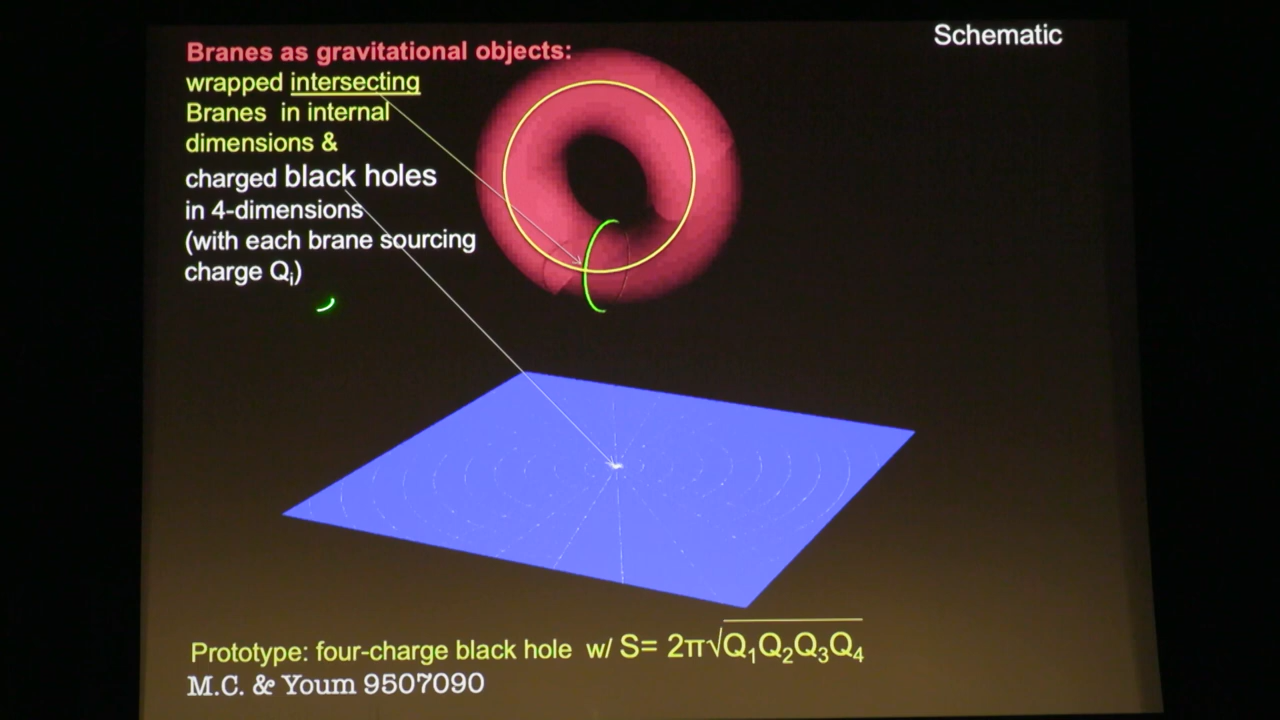 Schematic
Branes as gravitational objects:
wrapped intersecting
Branes in internal
dimensions &
charged black holes
in 4-dimensions
(with each brane sourcing
charge Qᵢ)
Prototype: four-charge black hole w/ S= 2π√Q₁Q₂Q₃Q₄
M.C. & Youm 9507090